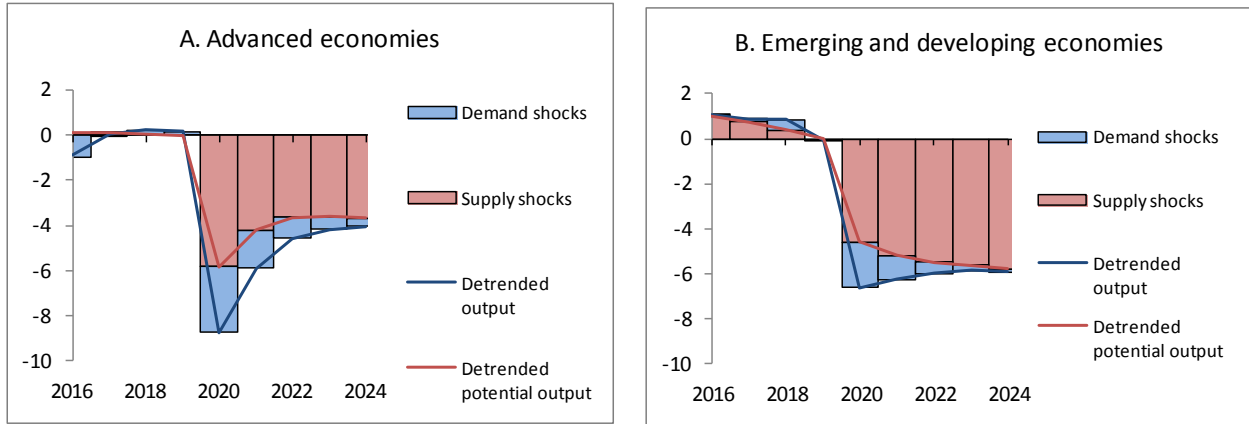 A. Advanced economies
2
0
-2
-4
-6
-8
-10
2016 2018 2020 2022 2024
Demand shocks
Supply shocks
Detrended
output
Detrended
potential output
B. Emerging and developing economies
2
0
-2
-4
-6
-8
-10
2016 2018 2020 2022 2024
Demand shocks
Supply shocks
Detrended
output
Detrended
potential output